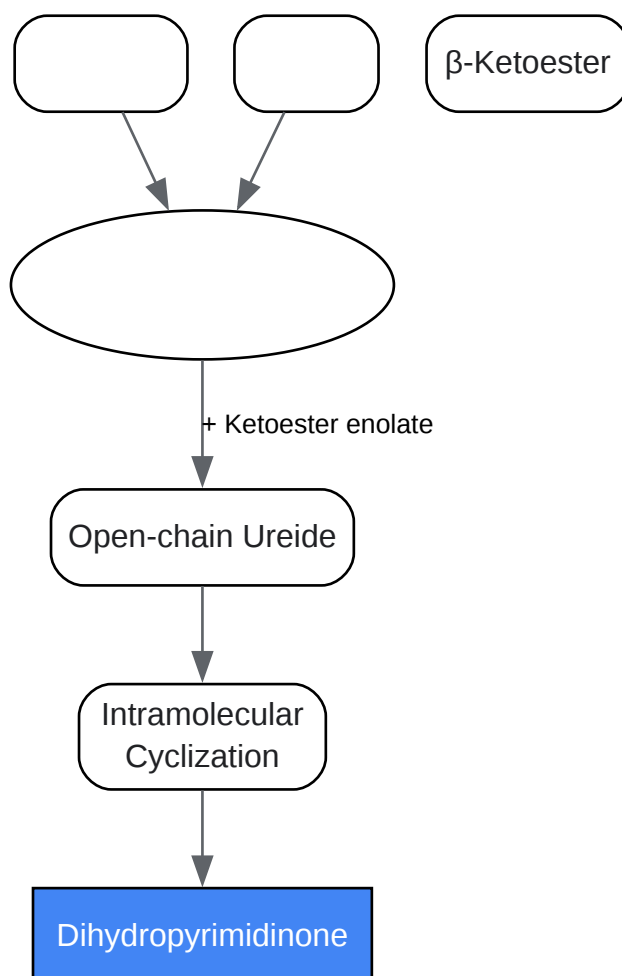 β-Ketoester
+ Ketoester enolate
Open-chain Ureide
Intramolecular
Cyclization
Dihydropyrimidinone